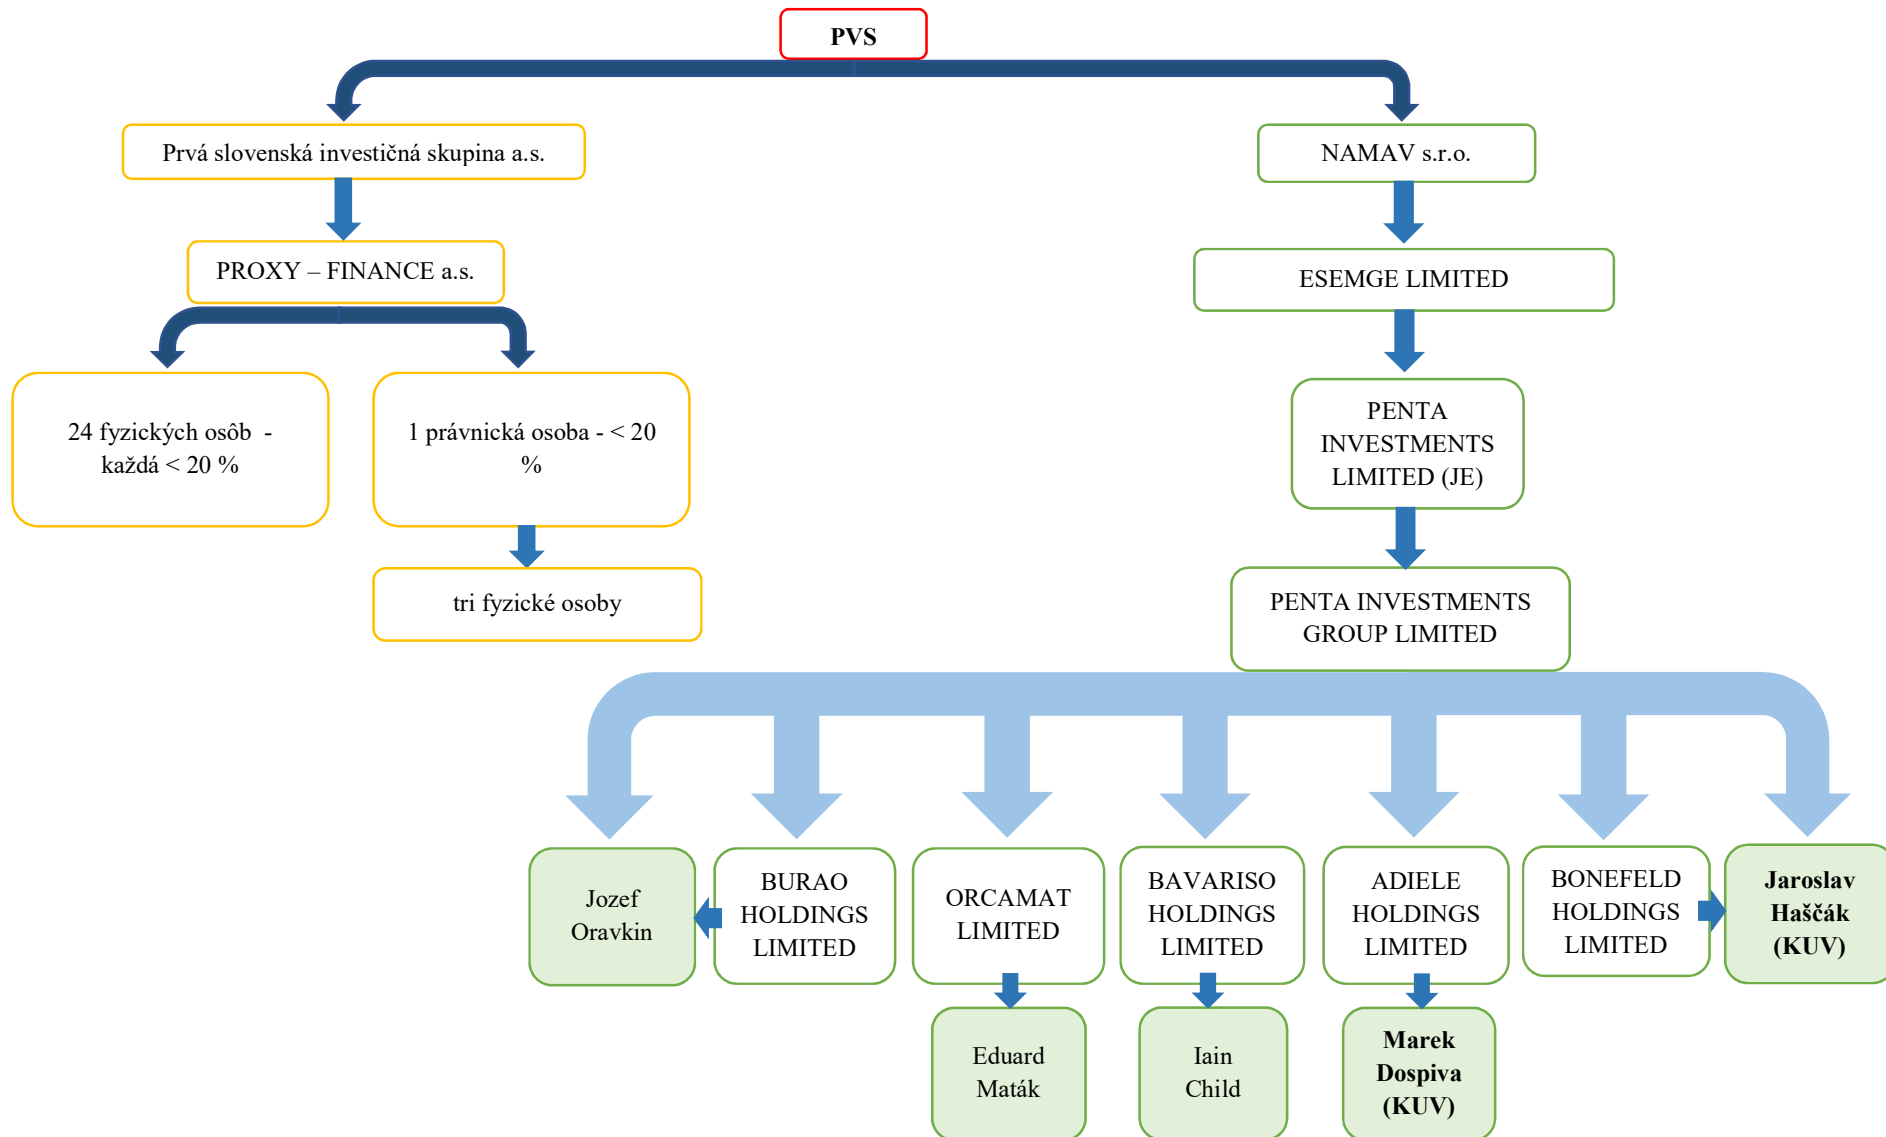 PVS
Prvá slovenská investičná skupina a.s.
NAMAV s.r.o.
PROXY – FINANCE a.s.
ESEMGE LIMITED
24 fyzických osôb -
každá < 20 %
1 právnická osoba - < 20
%
PENTA
INVESTMENTS
LIMITED (JE)
tri fyzické osoby
PENTA INVESTMENTS
GROUP LIMITED
Jozef
Oravkin
BURAO
HOLDINGS
LIMITED
ORCAMAT
LIMITED
BAVARISO
HOLDINGS
LIMITED
ADIELE
HOLDINGS
LIMITED
BONEFELD
HOLDINGS
LIMITED
Jaroslav
Haščák
(KUV)
Eduard
Maták
Iain
Child
Marek
Dospiva
(KUV)